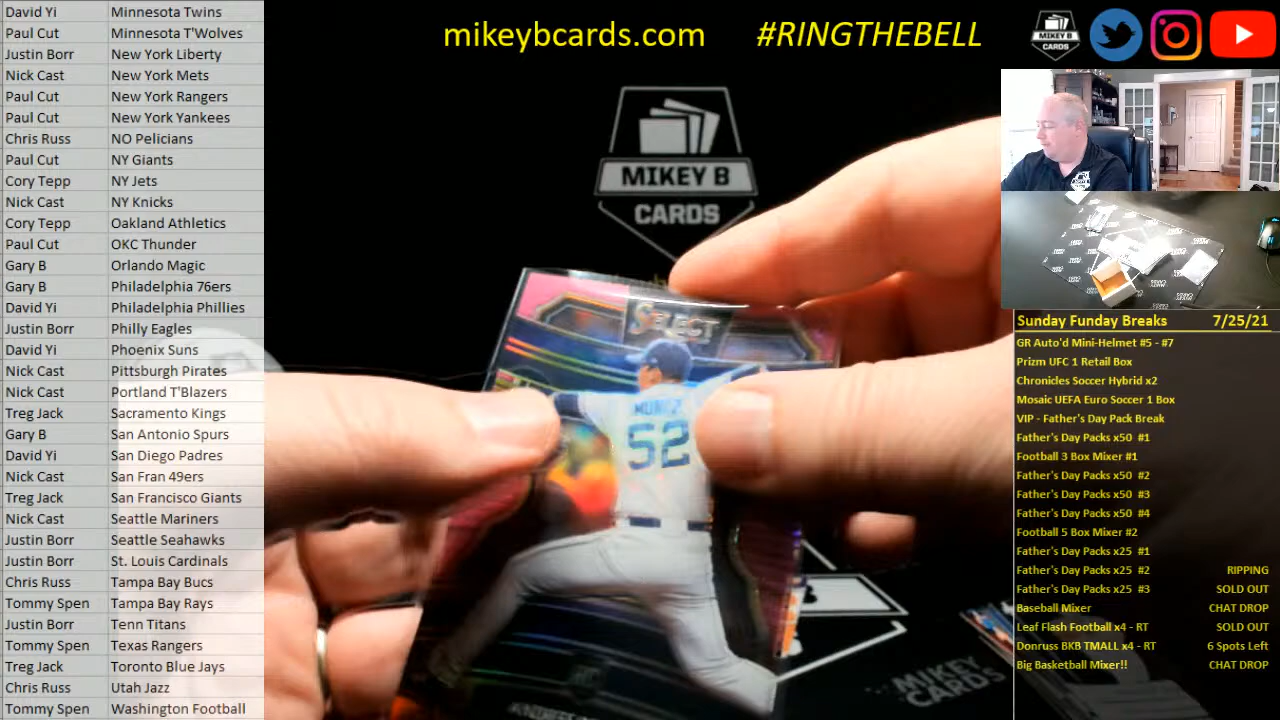 David Yi Minnesota Twins
Paul Cut Minnesota T'Wolves
Justin Borr New York Liberty
Nick Cast New York Mets
Paul Cut New York Rangers
Paul Cut New York Yankees
Chris Russ NO Pelicians
Paul Cut NY Giants
Cory Tepp NY Jets
Nick Cast NY Knicks
Cory Tepp Oakland Athletics
Paul Cut OKC Thunder
Gary B Orlando Magic
Gary B Philadelphia 76ers
David Yi Philadelphia Phillies
Justin Borr Philly Eagles
David Yi Phoenix Suns
Nick Cast Pittsburgh Pirates
Nick Cast Portland T'Blazers
Treg Jack Sacramento Kings
Gary B San Antonio Spurs
David Yi San Diego Padres
Nick Cast San Fran 49ers
Treg Jack San Francisco Giants
Nick Cast Seattle Mariners
Justin Borr Seattle Seahawks
Justin Borr St. Louis Cardinals
Chris Russ Tampa Bay Bucs
Tommy Spen Tampa Bay Rays
Justin Borr Tenn Titans
Tommy Spen Texas Rangers
Treg Jack Toronto Blue Jays
Chris Russ Utah Jazz
Tommy Spen Washington Football
mikeybcards.com #RINGTHEBELL
MIKEY B
CARDS
MIKEY B
CARDS
SELECT
52
MIKEY
CARDS
Sunday Funday Breaks 7/25/21
GR Auto'd Mini-Helmet #5 - #7
Prizm UFC 1 Retail Box
Chronicles Soccer Hybrid x2
Mosaic UEFA Euro Soccer 1 Box
VIP - Father's Day Pack Break
Father's Day Packs x50 #1
Football 3 Box Mixer #1
Father's Day Packs x50 #2
Father's Day Packs x50 #3
Father's Day Packs x50 #4
Football 5 Box Mixer #2
Father's Day Packs x25 #1
Father's Day Packs x25 #2 RIPPING
Father's Day Packs x25 #3 SOLD OUT
Baseball Mixer CHAT DROP
Leaf Flash Football x4 - RT SOLD OUT
Donruss BKB TMALL x4 - RT 6 Spots Left
Big Basketball Mixer!! CHAT DROP